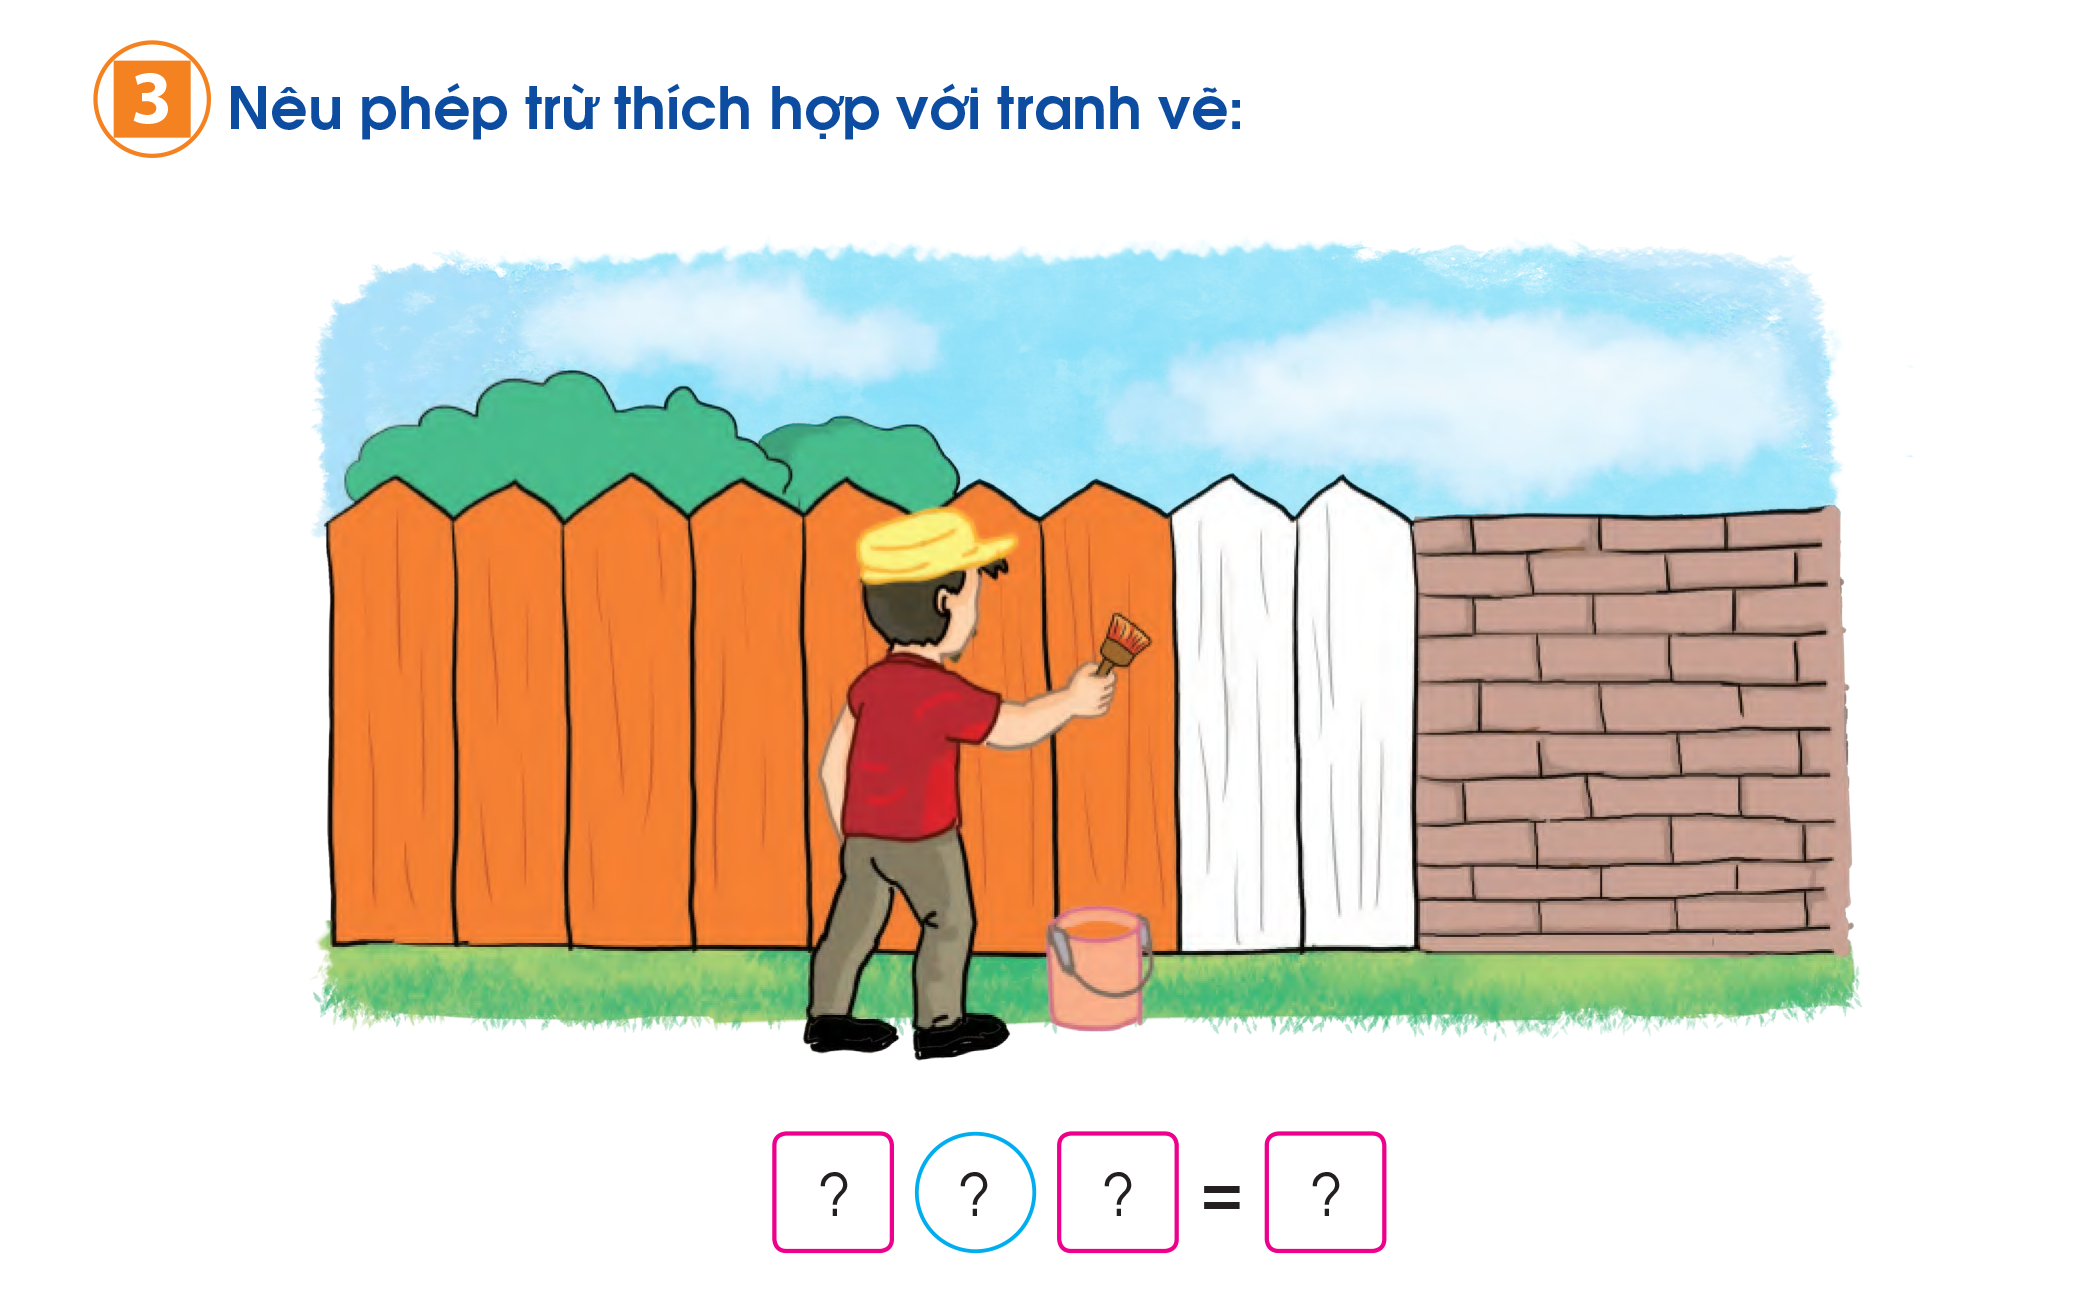 3 Nêu phép trừ thích hợp với tranh vẽ:
? ? ? = ?